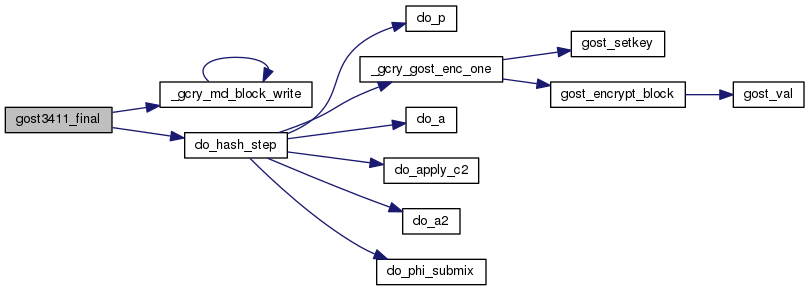 do_p
gost_setkey
_gcry_gost_enc_one
_gcry_md_block_write
gost_encrypt_block
gost_val
gost3411_final
do_a
do_hash_step
do_apply_c2
do_a2
do_phi_submix